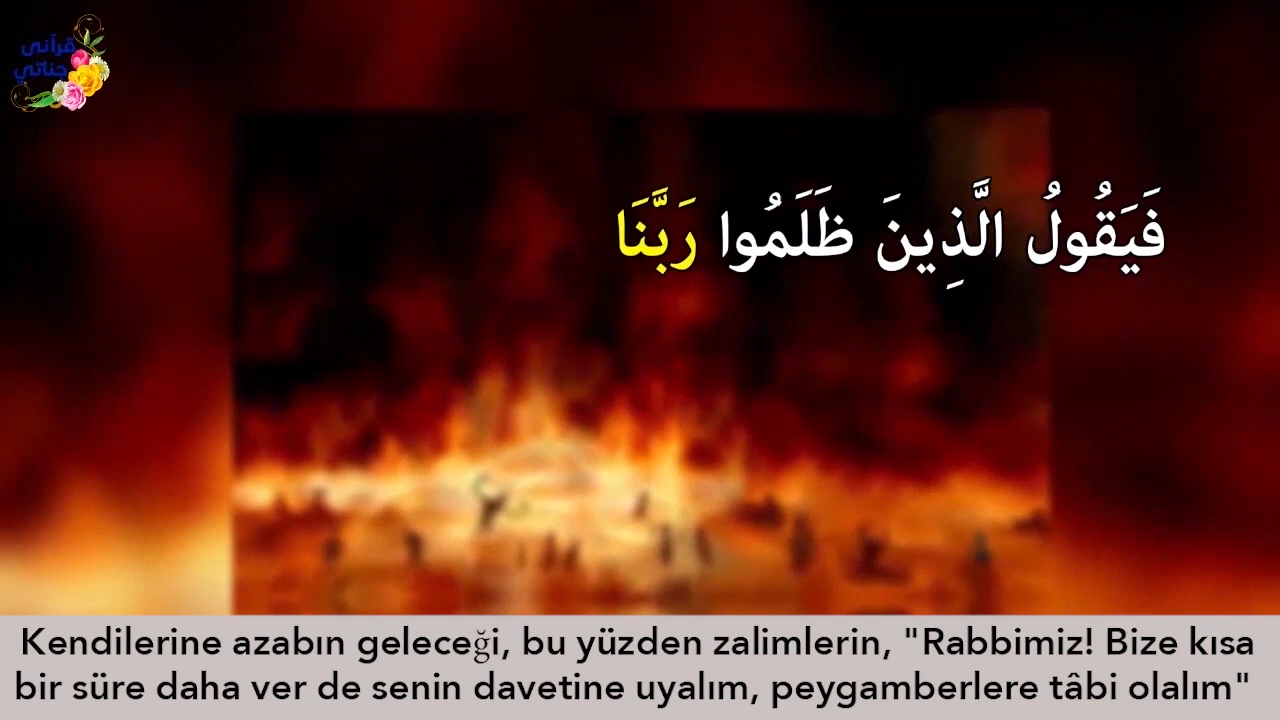 قرآنى
جناتي
فَيَقُولُ الَّذِينَ ظَلَمُوا رَبَّنَا
Kendilerine azabın geleceği, bu yüzden zalimlerin, "Rabbimiz! Bize kısa
bir süre daha ver de senin davetine uyalım, peygamberlere tâbi olalım"